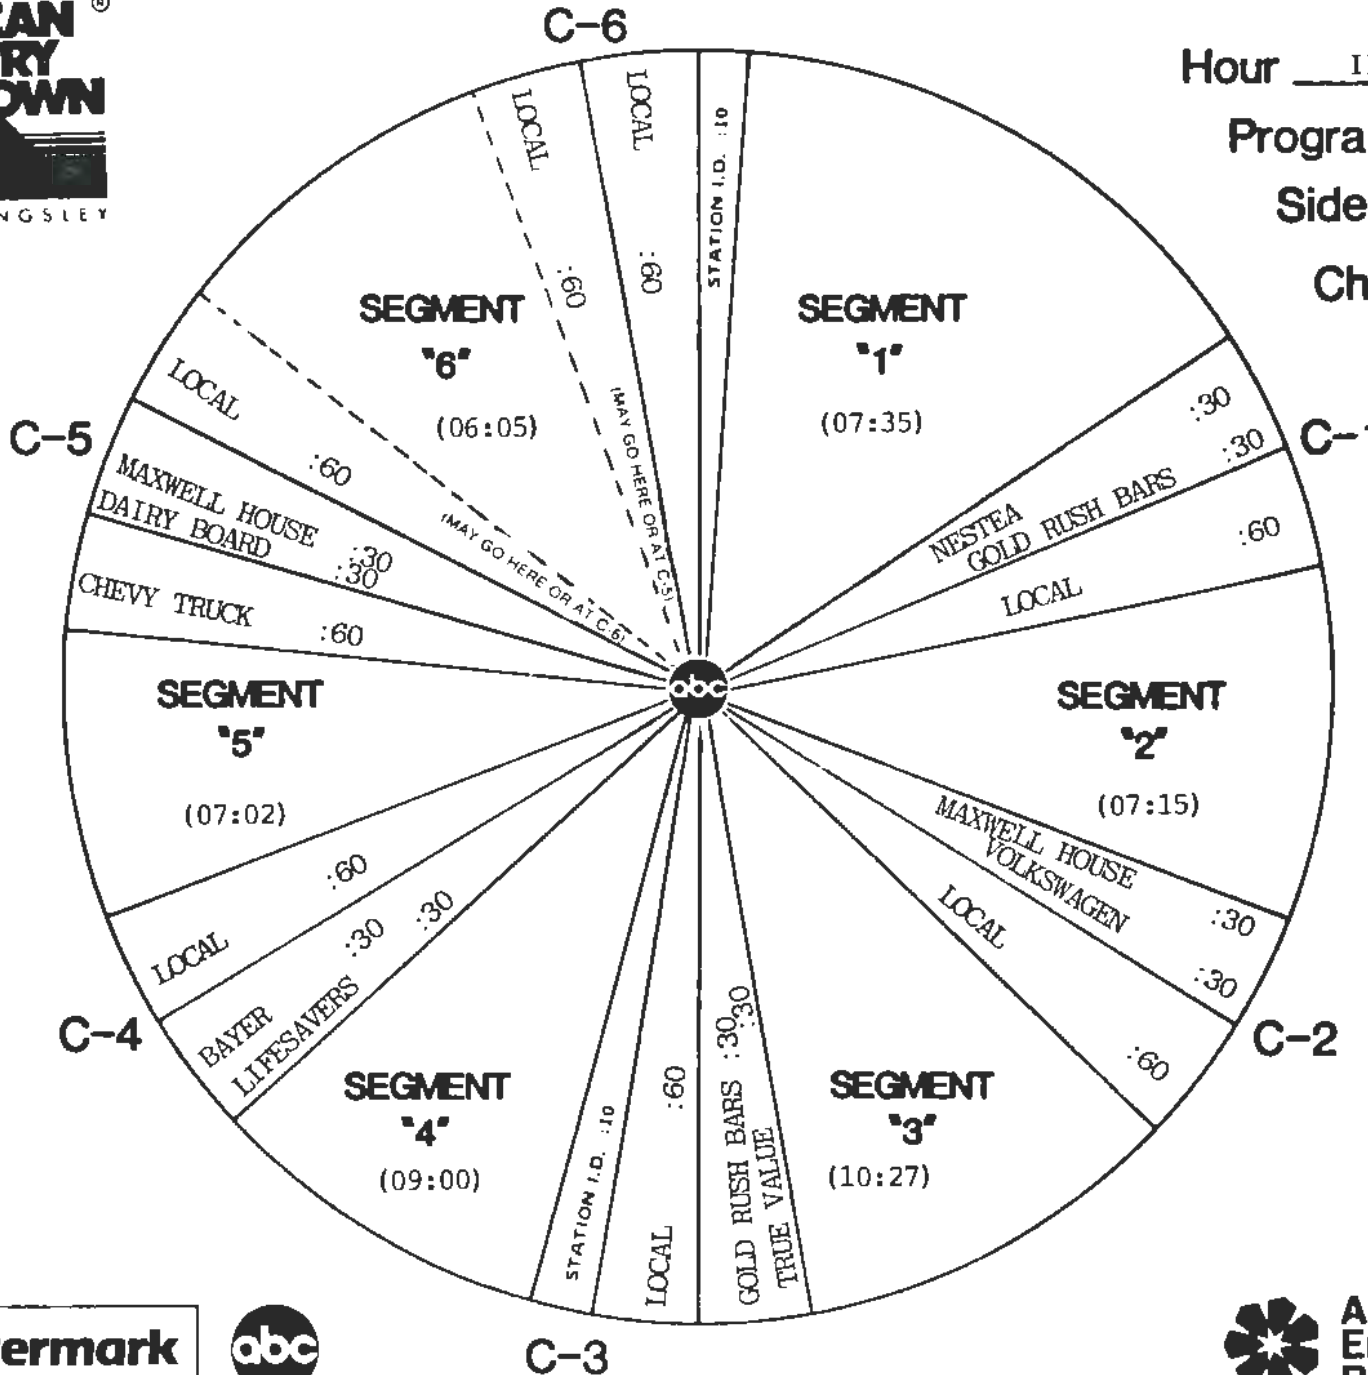 ®
OWN
NGSLEY
C-6
Hour
Side
LOCAL
:60
LOCAL
:60
(MAY GO HERE OR AT C-5)
STATION I.D. :10
SEGMENT
"1"
(07:35)
NESTEA :30
GOLD RUSH BARS :30
C-1
LOCAL :60
SEGMENT
"2"
(07:15)
MAXWELL HOUSE :30
VOLKSWAGEN :30
C-2
LOCAL :60
SEGMENT
"3"
(10:27)
TRUE VALUE :30
GOLD RUSH BARS :30
C-3
LOCAL :60
STATION I.D. :10
SEGMENT
"4"
(09:00)
LIFESAVERS :30
BAYER :30
C-4
LOCAL :60
SEGMENT
"5"
(07:02)
CHEVY TRUCK :60
DAIRY BOARD :30
MAXWELL HOUSE :30
C-5
LOCAL :60
(MAY GO HERE OR AT C-6)
SEGMENT
"6"
(06:05)
abc
ermark
abc